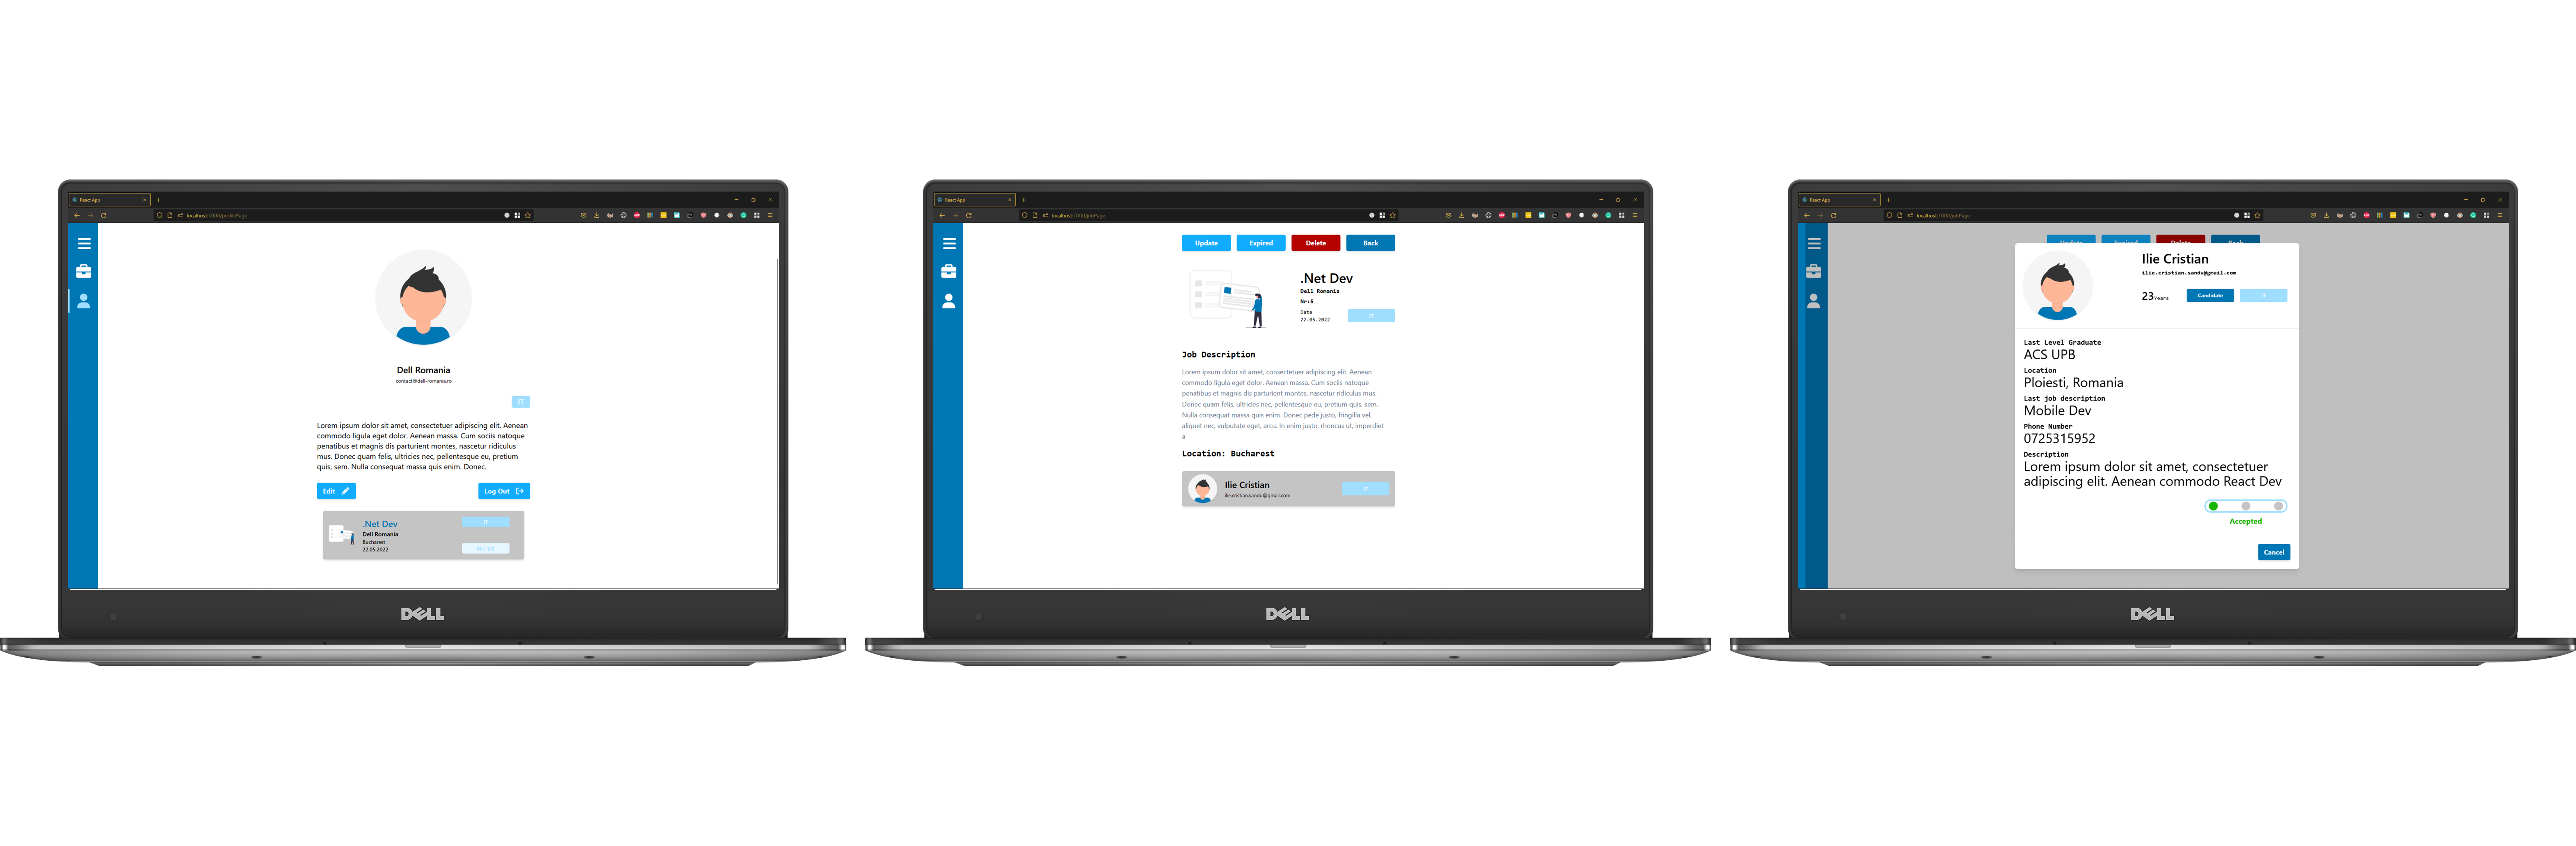 React App
localhost:7000/profilePage
Dell Romania
contact@dell-romania.ro
IT
Lorem ipsum dolor sit amet, consectetuer adipiscing elit. Aenean
commodo ligula eget dolor. Aenean massa. Cum sociis natoque
penatibus et magnis dis parturient montes, nascetur ridiculus
mus. Donec quam felis, ultricies nec, pellentesque eu, pretium
quis, sem. Nulla consequat massa quis enim. Donec.
Edit
Log Out
.Net Dev
Dell Romania
Bucharest
22.05.2022
IT
DELL
React App
localhost:7000/jobPage
Update
Expired
Delete
Back
.Net Dev
Dell Romania
Nr:5
Date
22.05.2022
IT
Job Description
Lorem ipsum dolor sit amet, consectetuer adipiscing elit. Aenean
commodo ligula eget dolor. Aenean massa. Cum sociis natoque
penatibus et magnis dis parturient montes, nascetur ridiculus mus.
Donec quam felis, ultricies nec, pellentesque eu, pretium quis, sem.
Nulla consequat massa quis enim. Donec pede justo, fringilla vel,
aliquet nec, vulputate eget, arcu. In enim justo, rhoncus ut, imperdiet
a
Location: Bucharest
Ilie Cristian
ilie.cristian.sandu@gmail.com
IT
DELL
React App
localhost:7000/jobPage
Update
Expired
Delete
Back
Ilie Cristian
ilie.cristian.sandu@gmail.com
23Years
Candidate
IT
Last Level Graduate
ACS UPB
Location
Ploiesti, Romania
Last job description
Mobile Dev
Phone Number
0725315952
Description
Lorem ipsum dolor sit amet, consectetuer
adipiscing elit. Aenean commodo React Dev
Accepted
Cancel
DELL